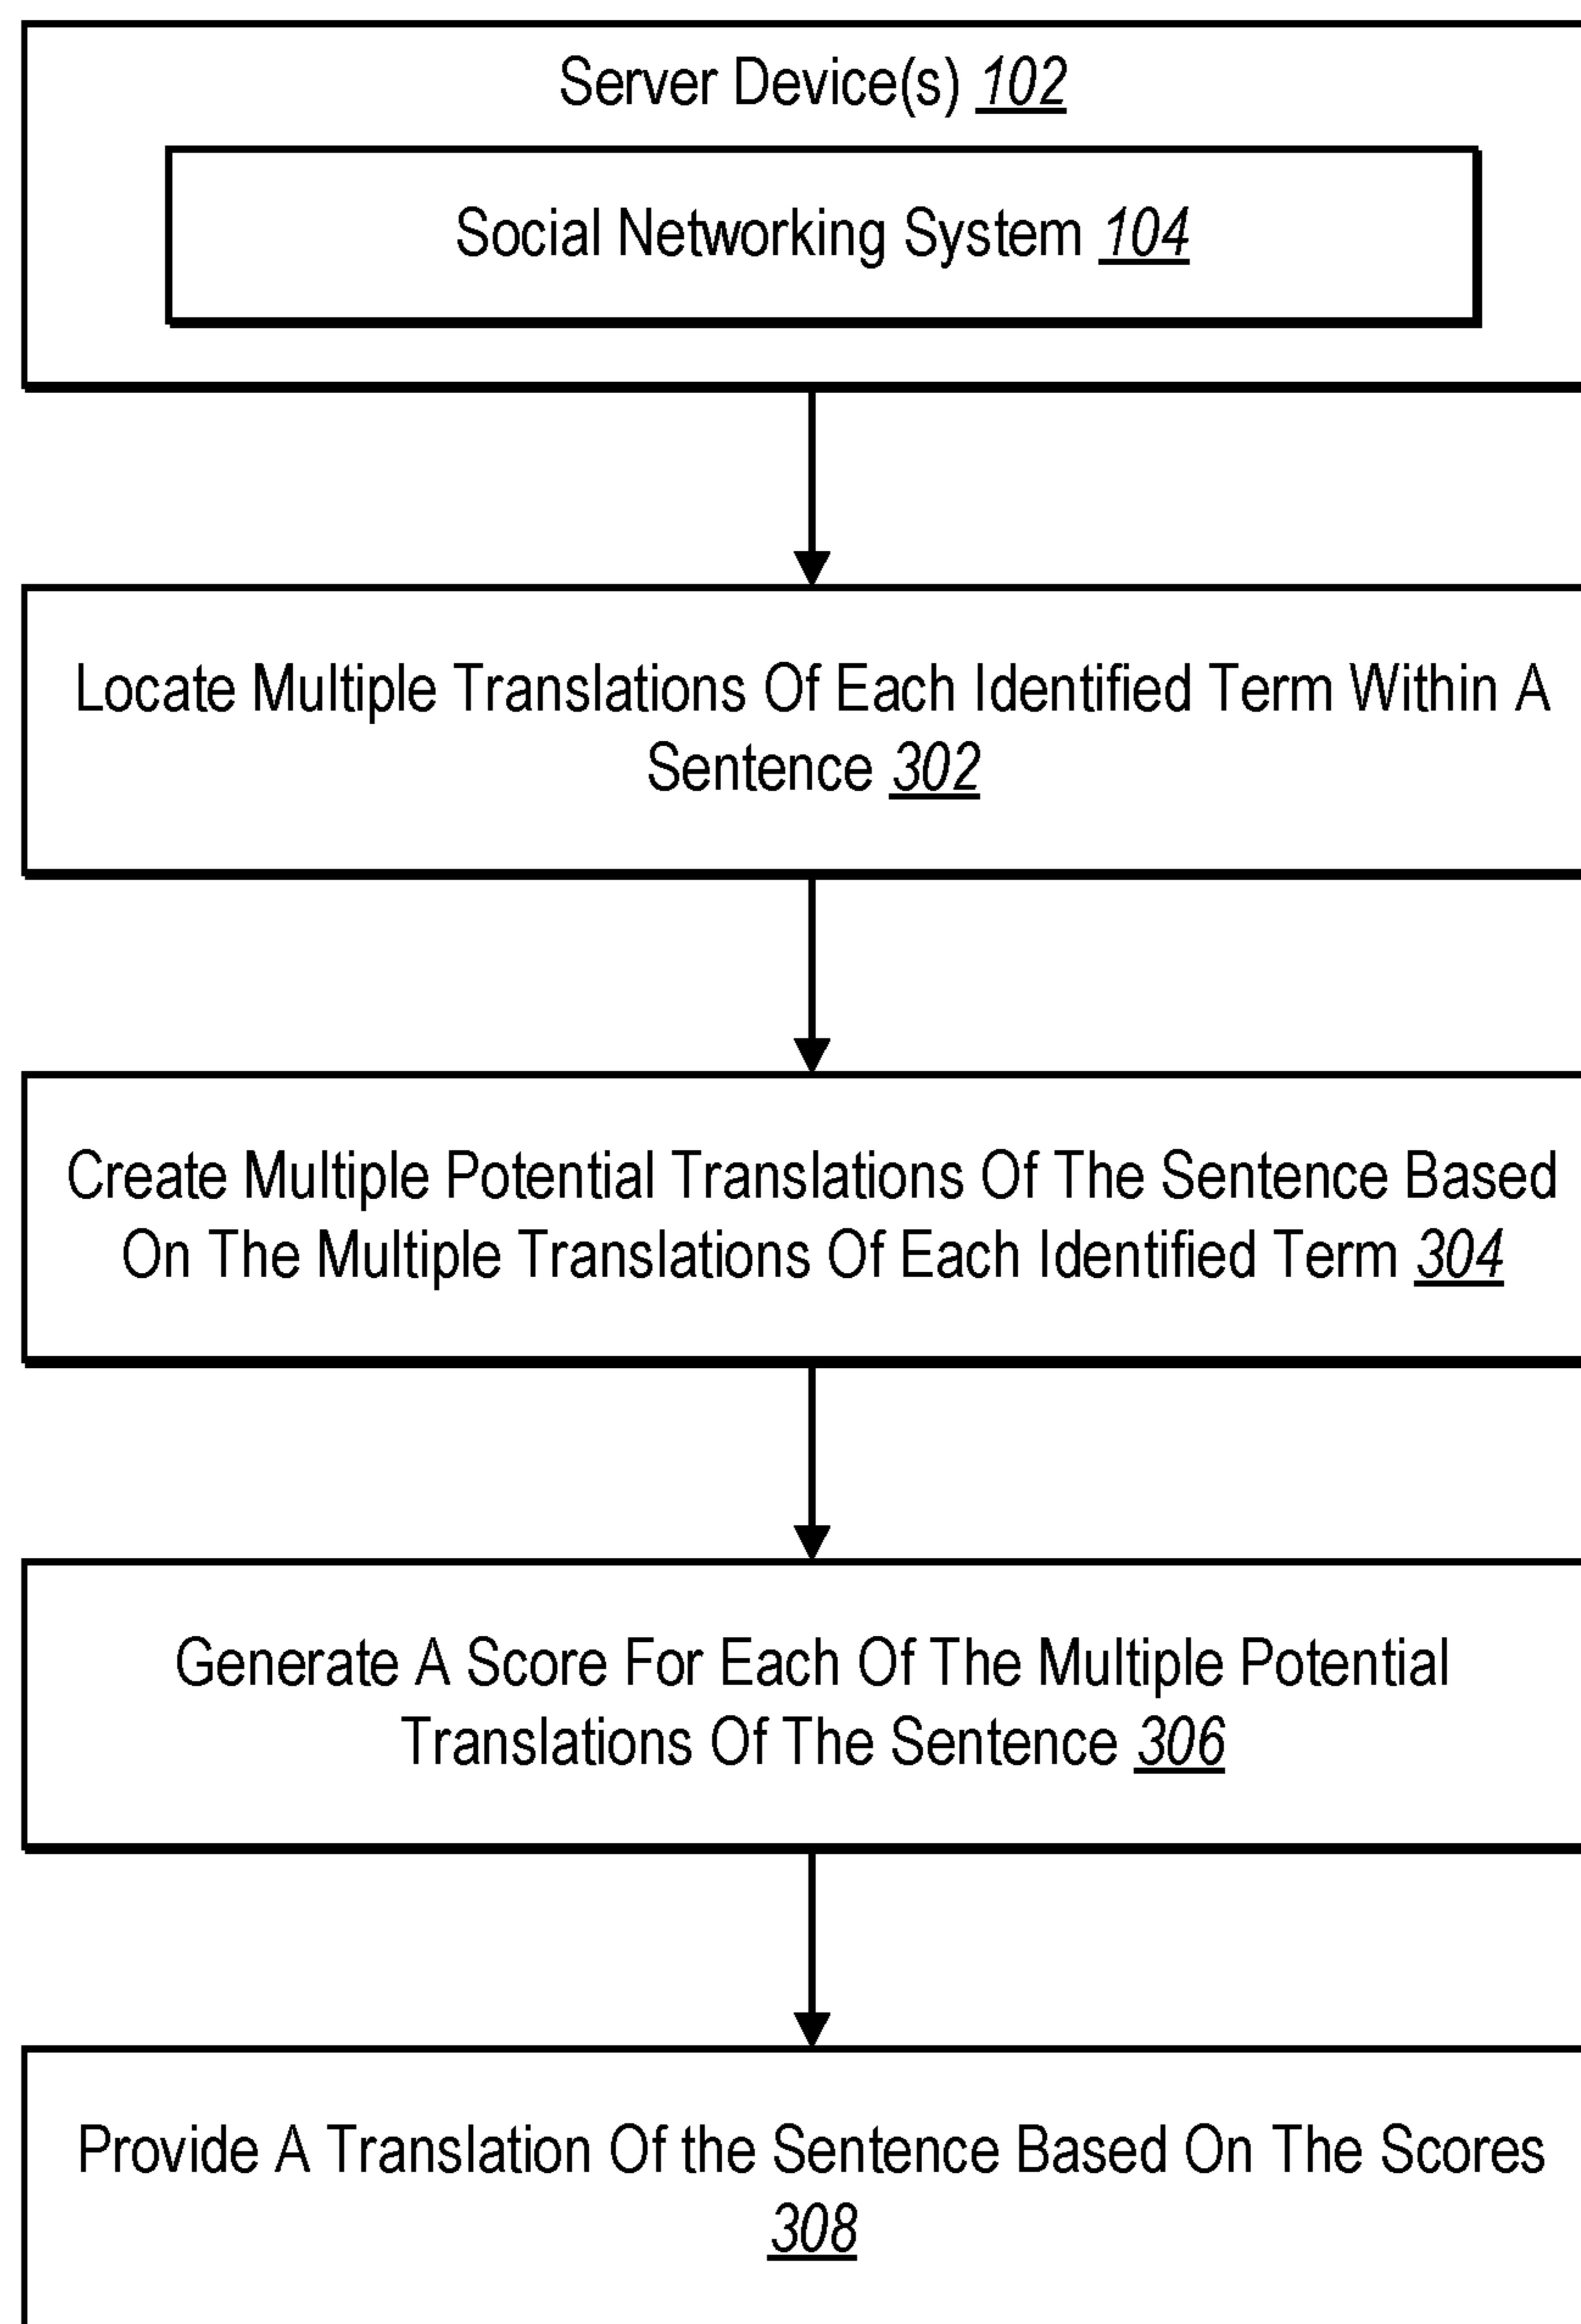 Server Device(s) 102
Social Networking System 104
Locate Multiple Translations Of Each Identified Term Within A
Sentence 302
Create Multiple Potential Translations Of The Sentence Based
On The Multiple Translations Of Each Identified Term 304
Generate A Score For Each Of The Multiple Potential
Translations Of The Sentence 306
Provide A Translation Of the Sentence Based On The Scores
308